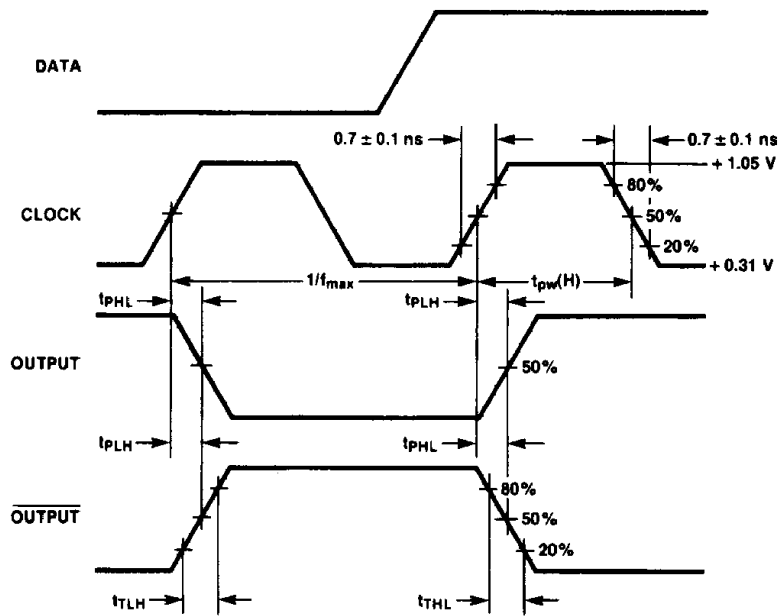 DATA
0.7 ± 0.1 ns
0.7 ± 0.1 ns
+ 1.05 V
80%
CLOCK
50%
20%
+ 0.31 V
1/fmax
tpw(H)
tPHL
tPLH
OUTPUT
50%
tPLH
tPHL
80%
OUTPUT
50%
20%
tTLH
tTHL